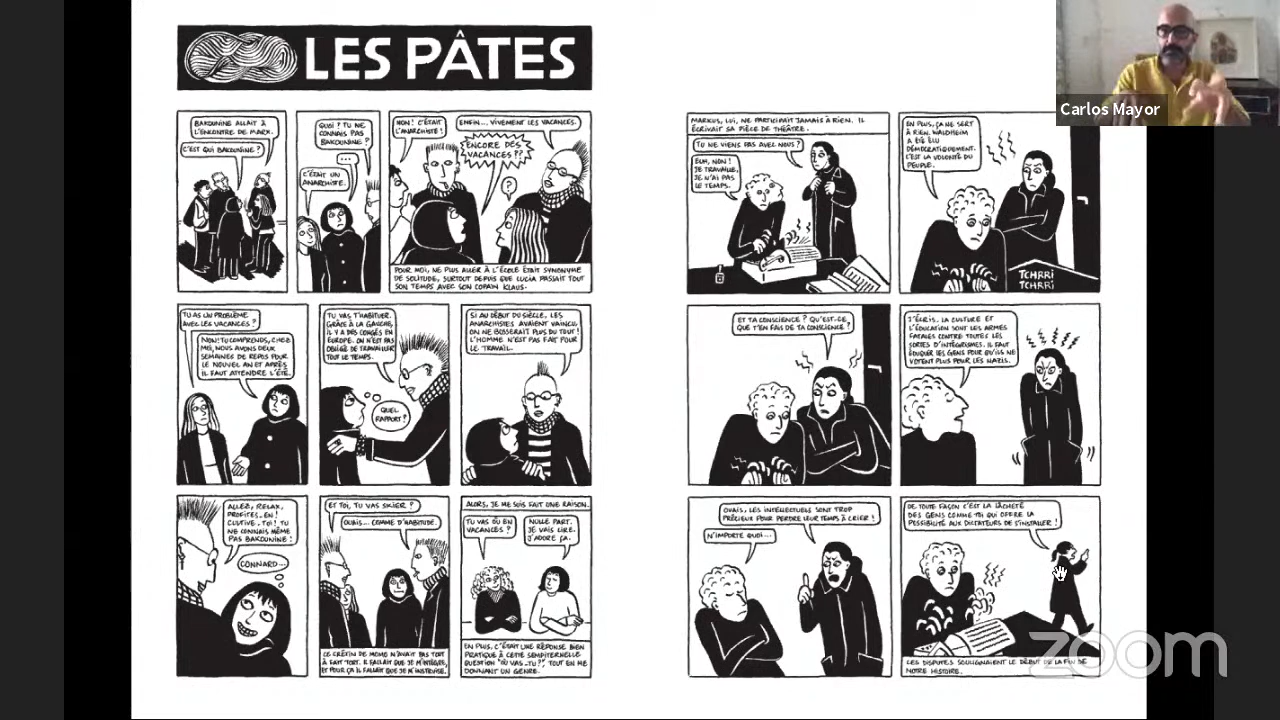 LES PÂTES
BAKOUNINE ALLAIT À
L'ENCONTRE DE MARX.
C'EST QUI BAKOUNINE ?
QUOI ? TU NE
CONNAIS PAS
BAKOUNINE ?
...
C'ÉTAIT UN
ANARCHISTE.
NON ! C'ÉTAIT
L'ANARCHISTE !
ENFIN... VIVEMENT LES VACANCES.
ENCORE DES
VACANCES ??
?
POUR MOI, NE PLUS ALLER À L'ÉCOLE ÉTAIT SYNONYME
DE SOLITUDE, SURTOUT DEPUIS QUE LUCIA PASSAIT TOUT
SON TEMPS AVEC SON COPAIN KLAUS.
TU AS UN PROBLÈME
AVEC LES VACANCES ?
NON ! TU COMPRENDS, CHEZ
MOI, NOUS AVONS DEUX
SEMAINES DE REPOS POUR
LE NOUVEL AN ET APRÈS
IL FAUT ATTENDRE L'ÉTÉ.
TU VAS T'HABITUER.
GRÂCE À LA GAUCHE,
IL Y A DES CONGÉS EN
EUROPE. ON N'EST PAS
OBLIGÉ DE TRAVAILLER
TOUT LE TEMPS.
QUEL
RAPPORT ?
SI AU DÉBUT DU SIÈCLE, LES
ANARCHISTES AVAIENT VAINCU,
ON NE BOSSERAIT PLUS DU TOUT !
L'HOMME N'EST PAS FAIT POUR
LE TRAVAIL.
ALLEZ, RELAX,
PROFITES-EN !
CULTIVE-TOI ! TU
NE CONNAIS MÊME
PAS BAKOUNINE !
CONNARD...
ET TOI, TU VAS SKIER ?
OUAIS... COMME D'HABITUDE.
CE CRÉTIN DE MOME N'AVAIT PAS TORT
À FAIT TORT. IL FALLAIT QUE JE M'INTÈGRE,
ET POUR ÇA IL FALLAIT QUE JE M'INSTRUISE.
ALORS, JE ME SUIS FAIT UNE RAISON.
TU VAS OÙ EN
VACANCES ?
NULLE PART.
JE VAIS LIRE.
J'ADORE ÇA.
EN PLUS, C'ÉTAIT UNE RÉPONSE BIEN
PRATIQUE À CETTE SEMPITERNELLE
QUESTION "OÙ VAS-TU ?", TOUT EN ME
DONNANT UN GENRE.
MARKUS, LUI, NE PARTICIPAIT JAMAIS À RIEN. IL
ÉCRIVAIT SA PIÈCE DE THÉÂTRE.
TU NE VIENS PAS AVEC NOUS ?
EUH, NON !
JE TRAVAILLE,
JE N'AI PAS
LE TEMPS.
EN PLUS, ÇA NE SERT
À RIEN. WALDHEIM
A ÉTÉ ÉLU
DÉMOCRATIQUEMENT.
C'EST LA VOLONTÉ DU
PEUPLE.
TCHRRI
TCHRRI
ET TA CONSCIENCE ? QU'EST-CE
QUE T'EN FAIS DE TA CONSCIENCE ?
J'ÉCRIS. LA CULTURE ET
L'ÉDUCATION SONT LES ARMES
FATALES CONTRE TOUTES LES
SORTES D'INTÉGRISMES. IL FAUT
ÉDUQUER LES GENS POUR QU'ILS NE
VOTENT PLUS POUR LES NAZIS.
OUAIS, LES INTELLECTUELS SONT TROP
PRÉCIEUX POUR PERDRE LEUR TEMPS À CRIER !
N'IMPORTE QUOI...
DE TOUTE FAÇON C'EST LA LÂCHETÉ
DES GENS COMME TOI QUI OFFRE LA
POSSIBILITÉ AUX DICTATEURS DE S'INSTALLER !
LES DISPUTES SOULIGNAIENT LE DÉBUT DE LA FIN DE
NOTRE HISTOIRE.
Carlos Mayor
zoom